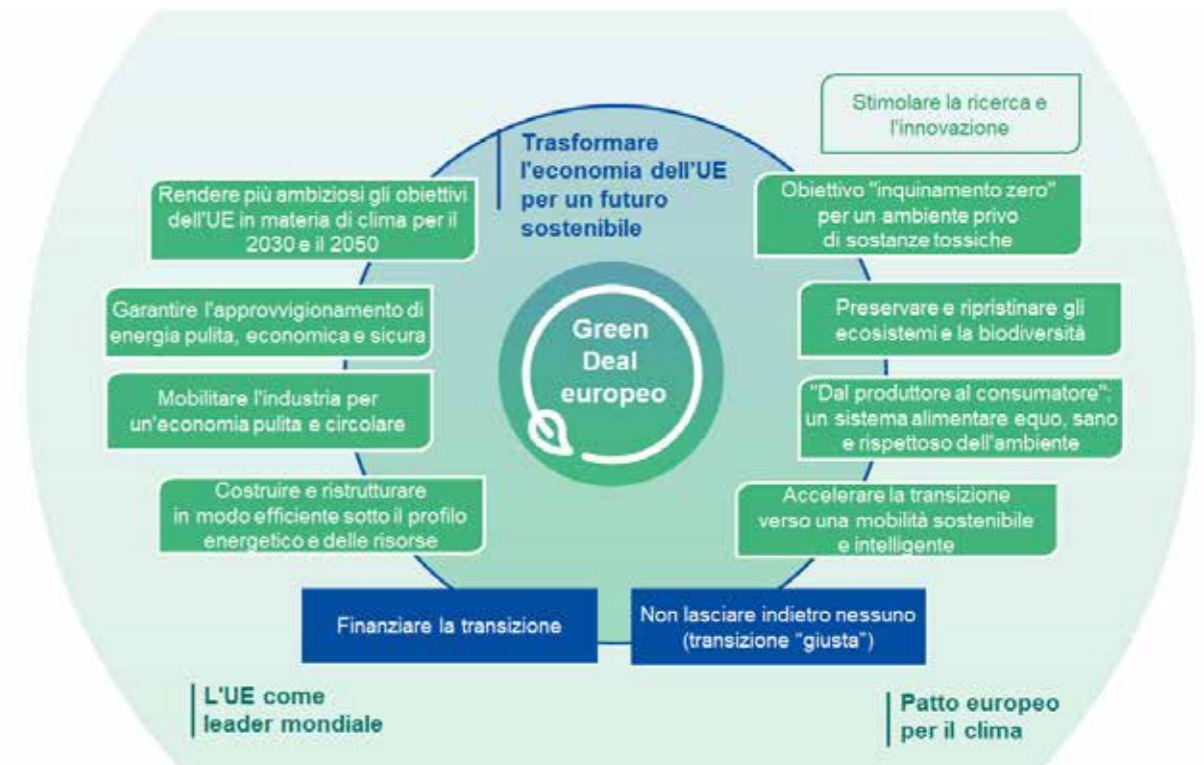 Stimolare la ricerca e
l'innovazione
Trasformare
l'economia dell'UE
per un futuro
sostenibile
Rendere più ambiziosi gli obiettivi
dell'UE in materia di clima per il
2030 e il 2050
Obiettivo "inquinamento zero"
per un ambiente privo
di sostanze tossiche
Garantire l'approvvigionamento di
energia pulita, economica e sicura
Preservare e ripristinare gli
ecosistemi e la biodiversità
Green
Deal
europeo
Mobilitare l'industria per
un'economia pulita e circolare
"Dal produttore al consumatore":
un sistema alimentare equo, sano
e rispettoso dell'ambiente
Costruire e ristrutturare
in modo efficiente sotto il profilo
energetico e delle risorse
Accelerare la transizione
verso una mobilità sostenibile
e intelligente
Finanziare la transizione
Non lasciare indietro nessuno
(transizione "giusta")
L'UE come
leader mondiale
Patto europeo
per il clima